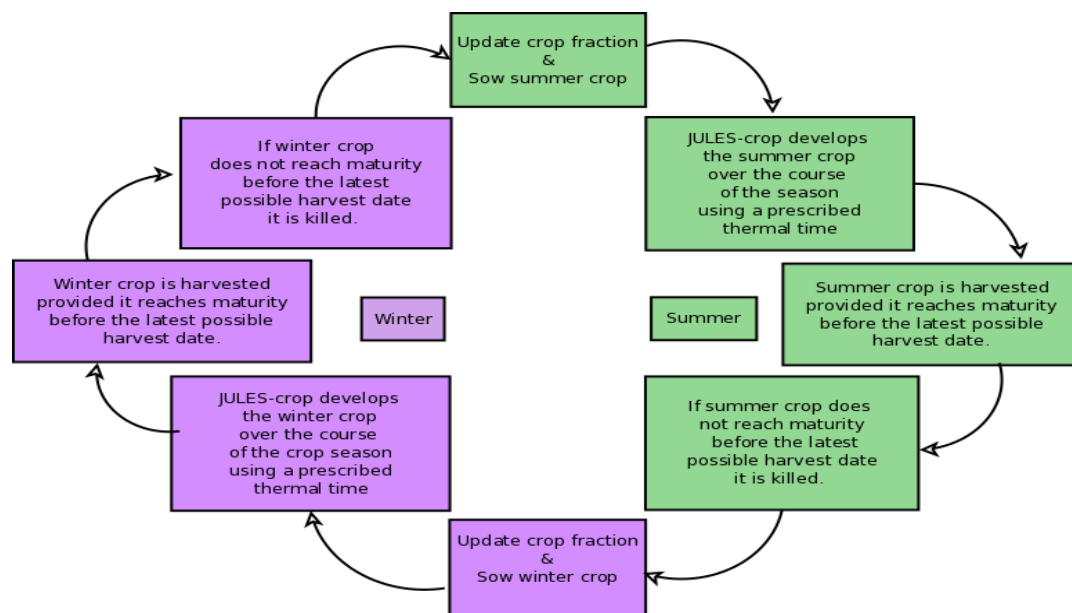 Update crop fraction
&
Sow summer crop
JULES-crop develops
the summer crop
over the course
of the season
using a prescribed
thermal time
Summer crop is harvested
provided it reaches maturity
before the latest possible
harvest date.
If summer crop does
not reach maturity
before the latest
possible harvest date
it is killed.
Update crop fraction
&
Sow winter crop
JULES-crop develops
the winter crop
over the course
of the crop season
using a prescribed
thermal time
Winter crop is harvested
provided it reaches maturity
before the latest possible
harvest date.
If winter crop
does not reach maturity
before the latest
possible harvest date
it is killed.
Winter
Summer